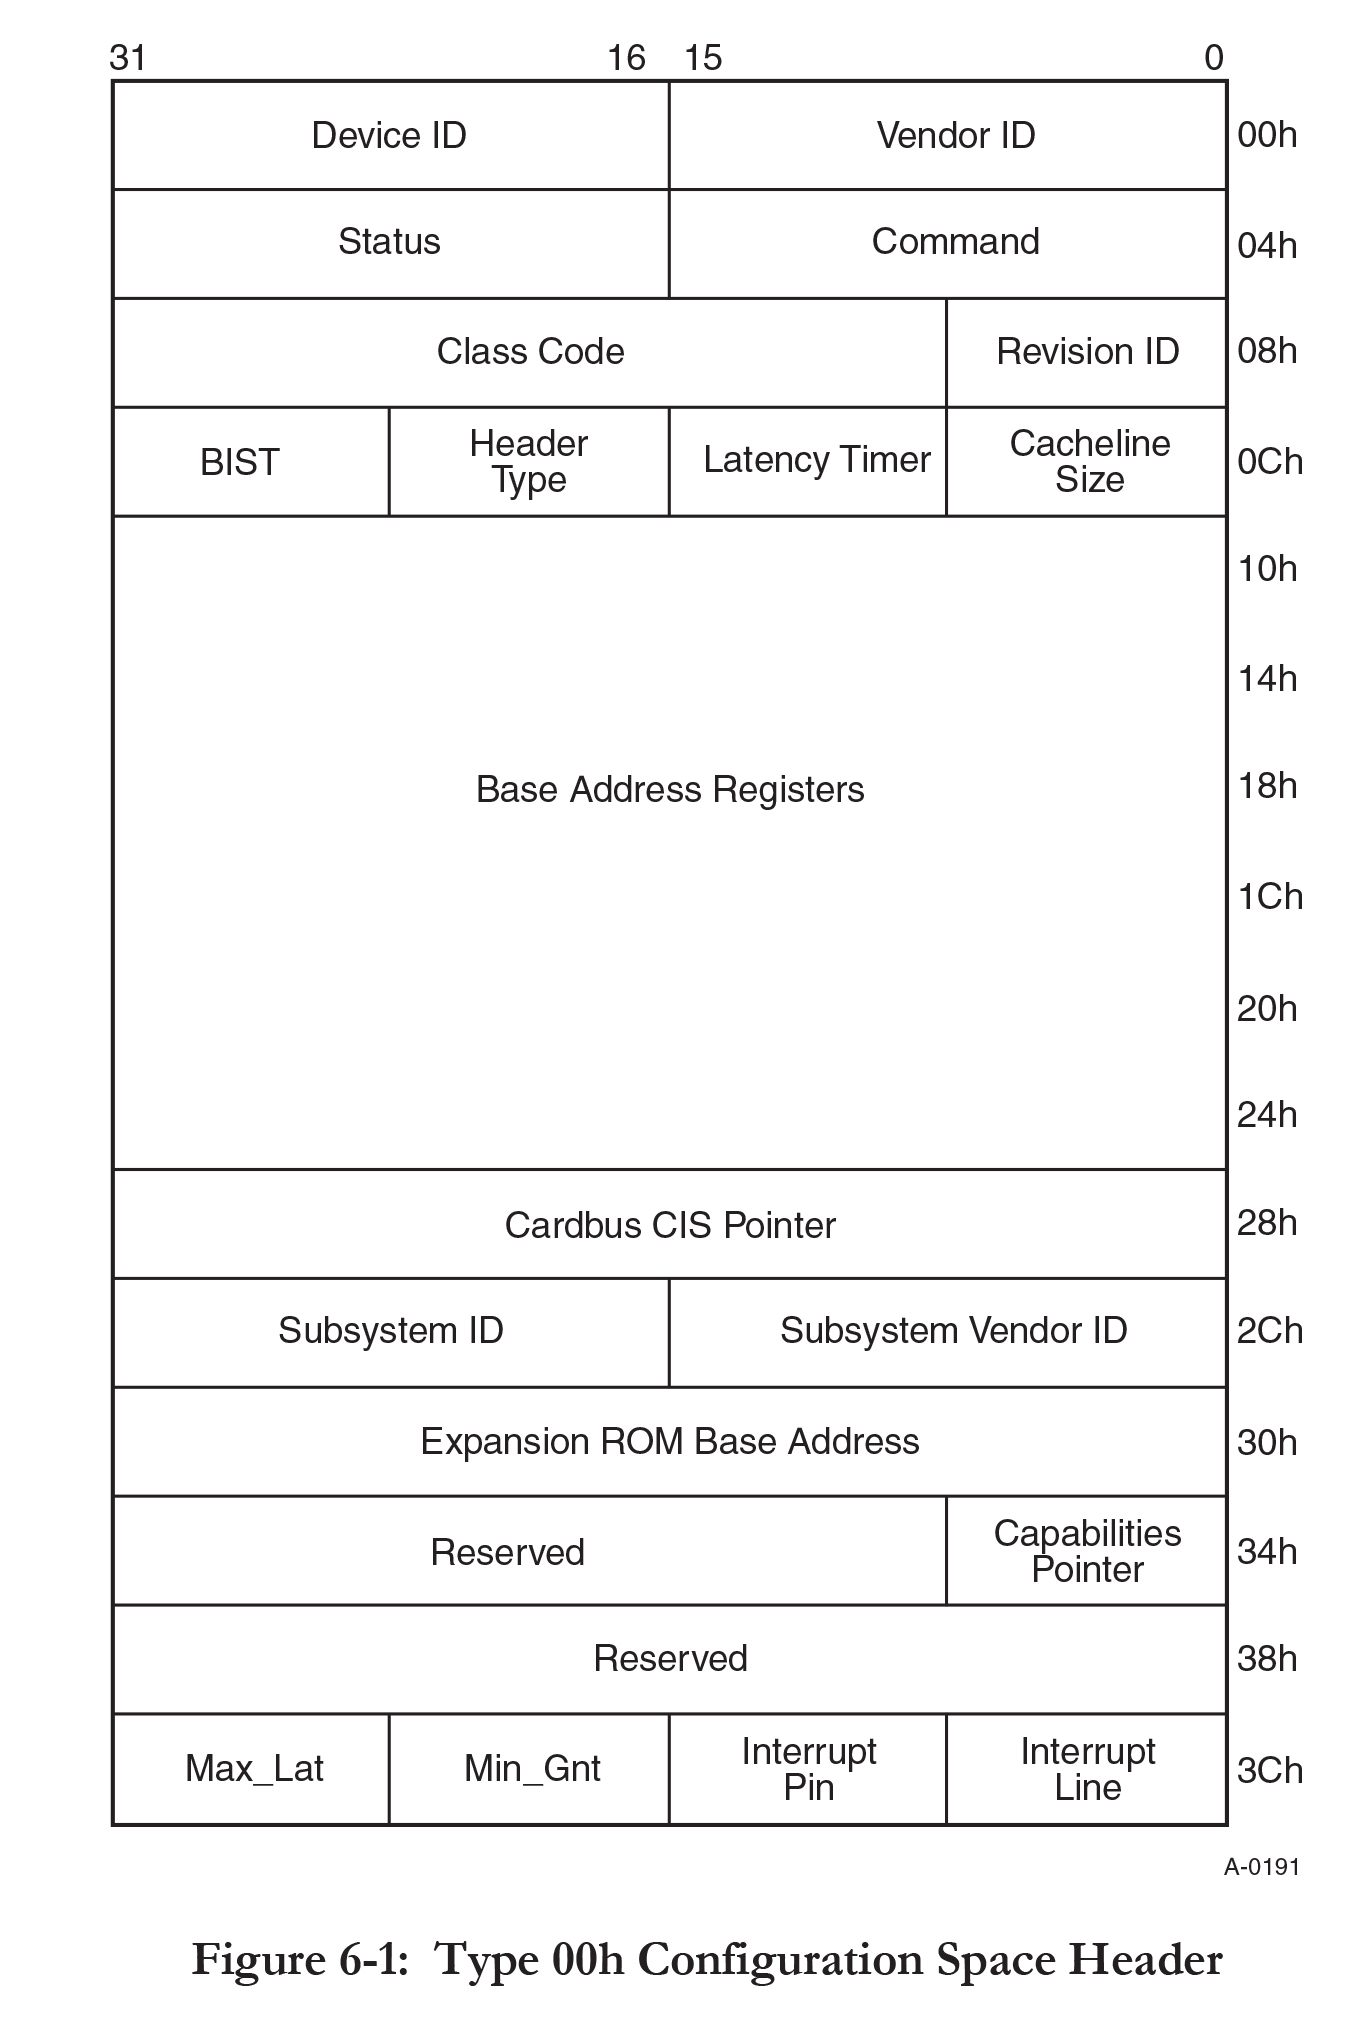 31 16 15 0
Device ID Vendor ID 00h
Status Command 04h
Class Code Revision ID 08h
BIST Header Type Latency Timer Cacheline Size 0Ch
10h
14h
Base Address Registers 18h
1Ch
20h
24h
Cardbus CIS Pointer 28h
Subsystem ID Subsystem Vendor ID 2Ch
Expansion ROM Base Address 30h
Reserved Capabilities Pointer 34h
Reserved 38h
Max_Lat Min_Gnt Interrupt Pin Interrupt Line 3Ch
A-0191
Figure 6-1: Type 00h Configuration Space Header